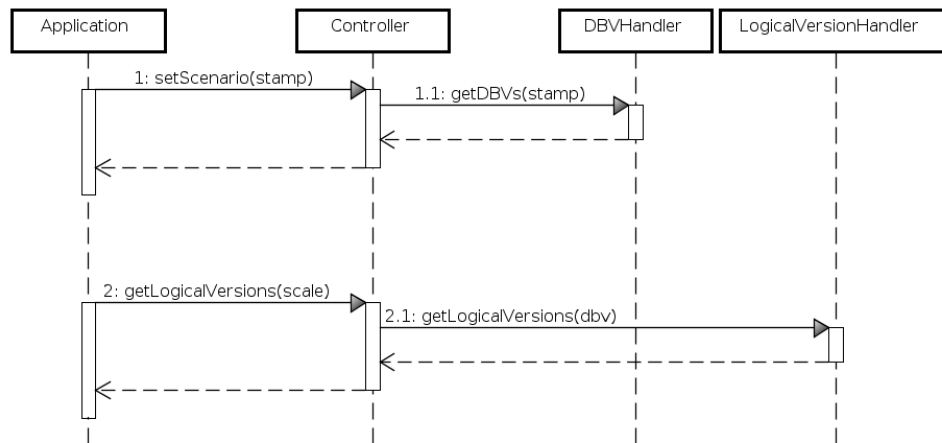 Application
Controller
DBVHandler
LogicalVersionHandler
1: setScenario(stamp)
1.1: getDBVs(stamp)
2: getLogicalVersions(scale)
2.1: getLogicalVersions(dbv)